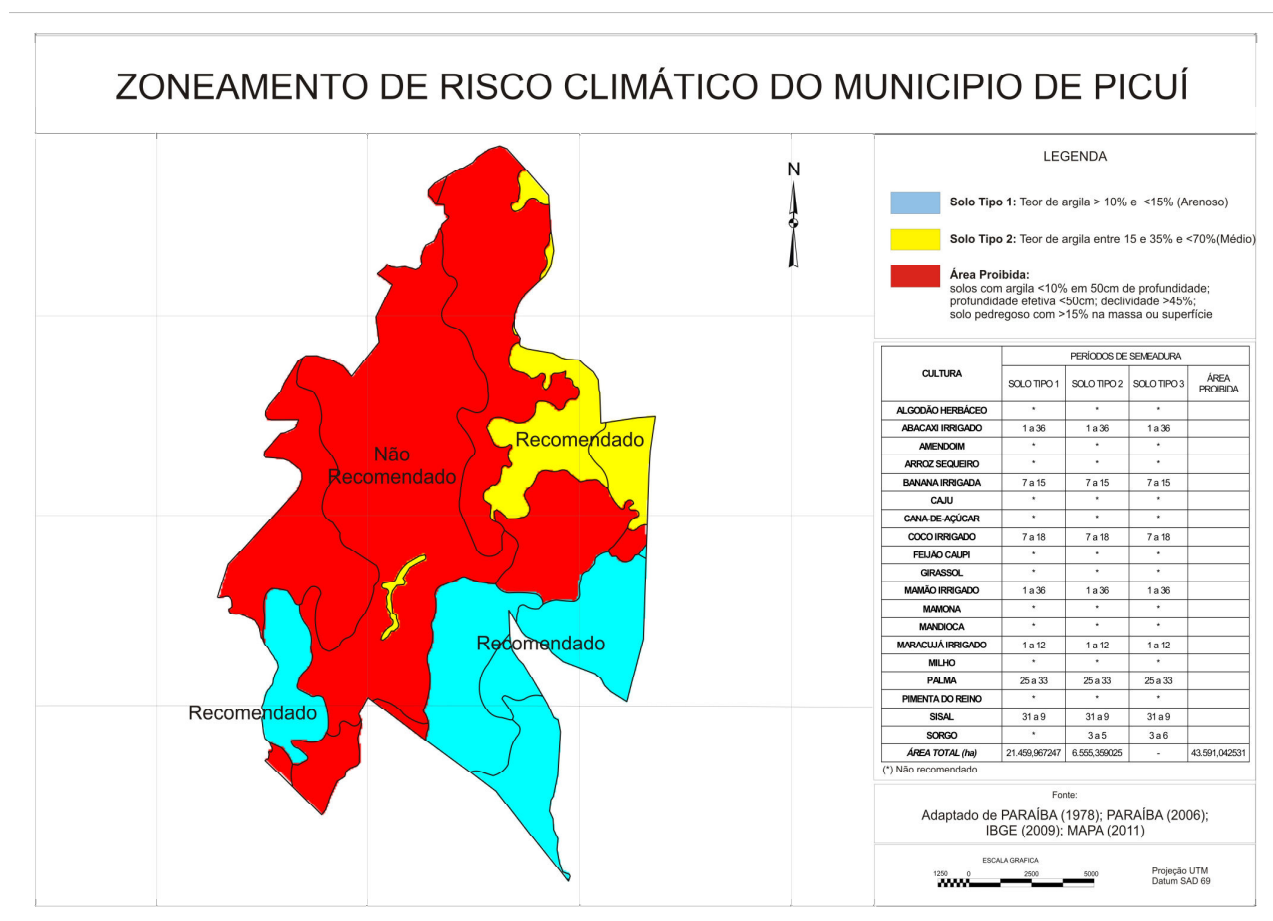 ZONEAMENTO DE RISCO CLIMÁTICO DO MUNICIPIO DE PICUÍ
N
Recomendado
Não
Recomendado
Recomendado
Recomendado
LEGENDA
Solo Tipo 1: Teor de argila > 10% e <15% (Arenoso)
Solo Tipo 2: Teor de argila entre 15 e 35% e <70%(Médio)
Área Proibida:
solos com argila <10% em 50cm de profundidade;
profundidade efetiva <50cm; declividade >45%;
solo pedregoso com >15% na massa ou superfície
CULTURA PERÍODOS DE SEMEADURA
SOLO TIPO 1 SOLO TIPO 2 SOLO TIPO 3 ÁREA PROIBIDA
ALGODÃO HERBÁCEO * * *
ABACAXI IRRIGADO 1 a 36 1 a 36 1 a 36
AMENDOIM * * *
ARROZ SEQUEIRO * * *
BANANA IRRIGADA 7 a 15 7 a 15 7 a 15
CAJU * * *
CANA-DE-AÇÚCAR * * *
COCO IRRIGADO 7 a 18 7 a 18 7 a 18
FEIJÃO CAUPI * * *
GIRASSOL * * *
MAMÃO IRRIGADO 1 a 36 1 a 36 1 a 36
MAMONA * * *
MANDIOCA * * *
MARACUJÁ IRRIGADO 1 a 12 1 a 12 1 a 12
MILHO * * *
PALMA 25 a 33 25 a 33 25 a 33
PIMENTA DO REINO * * *
SISAL 31 a 9 31 a 9 31 a 9
SORGO * 3 a 5 3 a 6
ÁREA TOTAL (ha) 21.459,967247 6.555,359025 - 43.591,042531
(*) Não recomendado
Fonte:
Adaptado de PARAÍBA (1978); PARAÍBA (2006);
IBGE (2009); MAPA (2011)
ESCALA GRAFICA
1250 0 2500 5000
Projeção UTM
Datum SAD 69